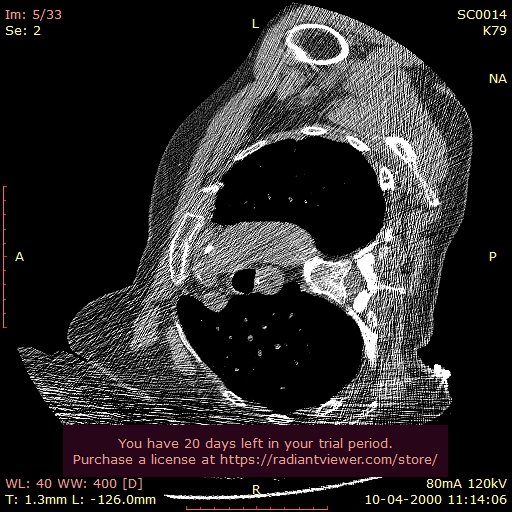 Im: 5/33
Se: 2
L
SC0014
K79
NA
A
P
You have 20 days left in your trial period.
Purchase a license at https://radiantviewer.com/store/
WL: 40 WW: 400 [D]
T: 1.3mm L: -126.0mm
R
80mA 120kV
10-04-2000 11:14:06